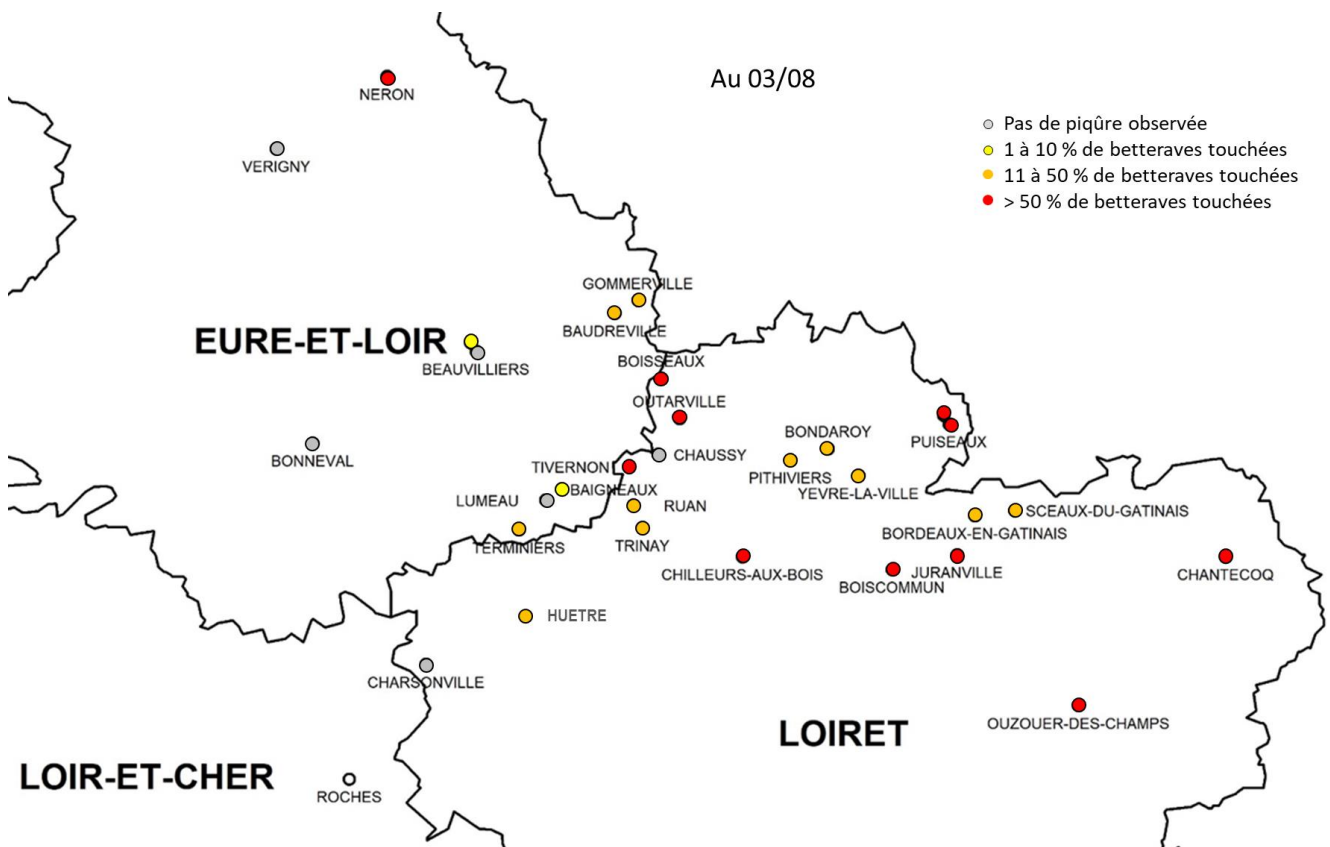 Au 03/08
NERON
Pas de piqûre observée
1 à 10 % de betteraves touchées
11 à 50 % de betteraves touchées
> 50 % de betteraves touchées
VERIGNY
GOMMERVILLE
BAUDREVILLE
EURE-ET-LOIR
BEAUVILLIERS
BOISSEAUX
OUTARVILLE
BONDAROY
PUISEAUX
BONNEVAL
CHAUSSY
TIVERNON
PITHIVIERS
BAIGNEAUX
YEVRE-LA-VILLE
LUMEAU
RUAN
SCEAUX-DU-GATINAIS
BORDEAUX-EN-GATINAIS
TERMINIERS
TRINAY
CHILLEURS-AUX-BOIS
JURANVILLE
CHANTECOQ
BOISCOMMUN
HUETRE
CHARSONVILLE
OUZOUER-DES-CHAMPS
LOIRET
LOIR-ET-CHER
ROCHES